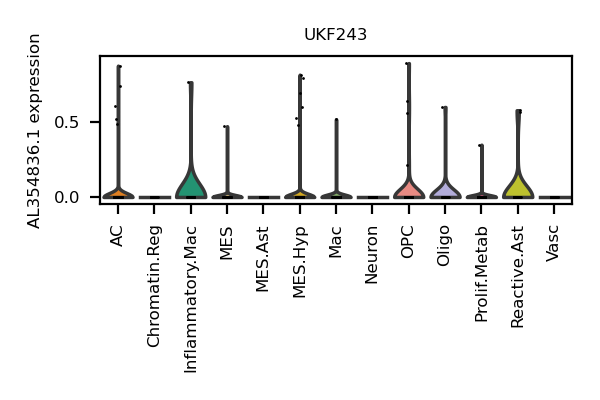 UKF243
AL354836.1 expression
0.5
0.0
AC
Chromatin.Reg
Inflammatory.Mac
MES
MES.Ast
MES.Hyp
Mac
Neuron
OPC
Oligo
Prolif.Metab
Reactive.Ast
Vasc